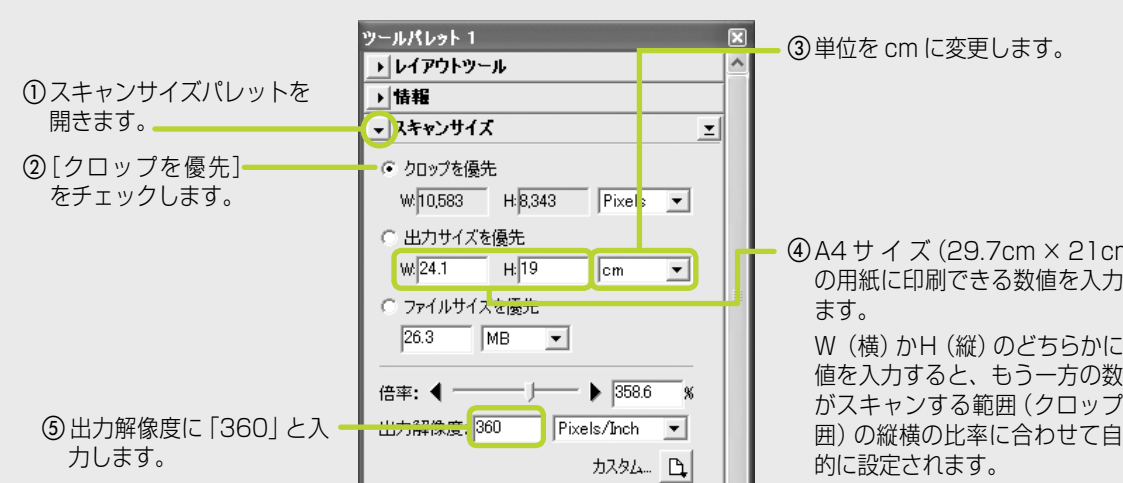 ①スキャンサイズパレットを
開きます。
②[クロップを優先]
をチェックします。
⑤出力解像度に「360」と入
力します。
ツールパレット 1
レイアウトツール
情報
スキャンサイズ
クロップを優先
W:10,583 H:8,343 Pixels
出力サイズを優先
W:24.1 H:19 cm
ファイルサイズを優先
26.3 MB
倍率: 358.6 %
出力解像度: 360 Pixels/Inch
カスタム...
③単位を cm に変更します。
④A4 サ イ ズ (29.7cm × 21cm
の用紙に印刷できる数値を入力
ます。
W（横）かH（縦）のどちらかに
値を入力すると、もう一方の数
がスキャンする範囲（クロップ
囲）の縦横の比率に合わせて自
的に設定されます。